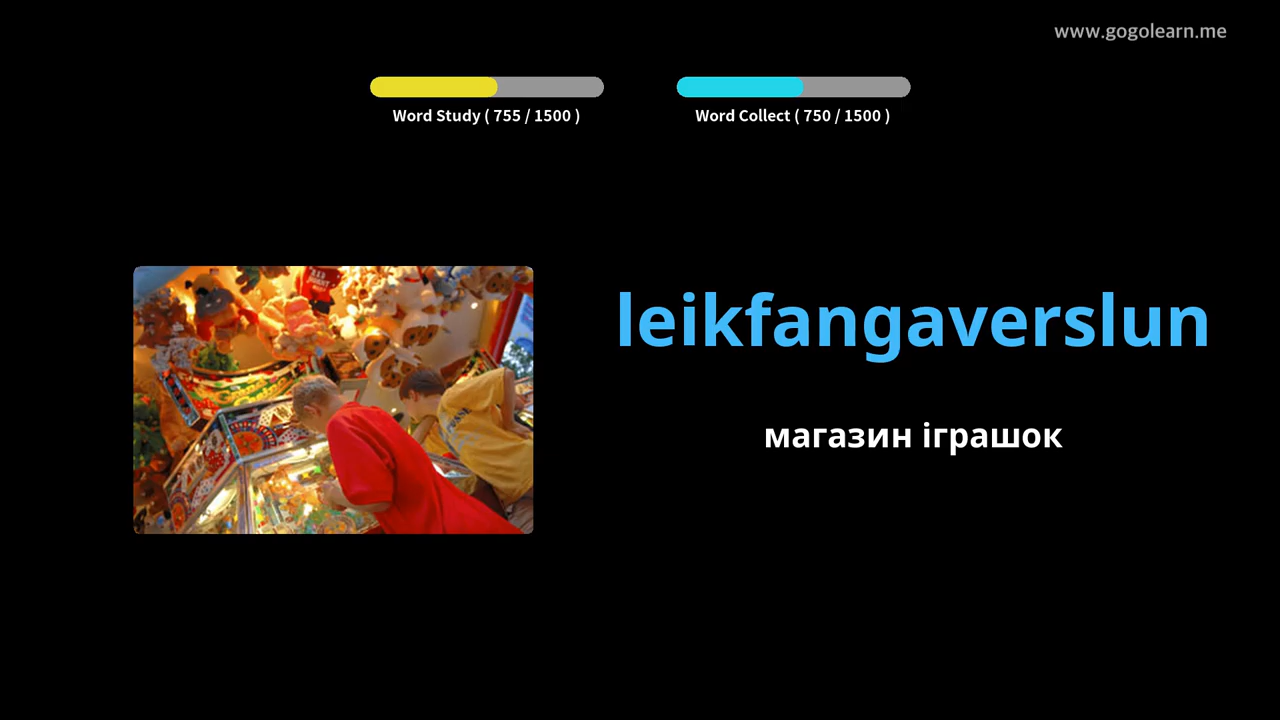 www.gogolearn.me
Word Study ( 755 / 1500 )
Word Collect ( 750 / 1500 )
leikfangaverslun
магазин іграшок